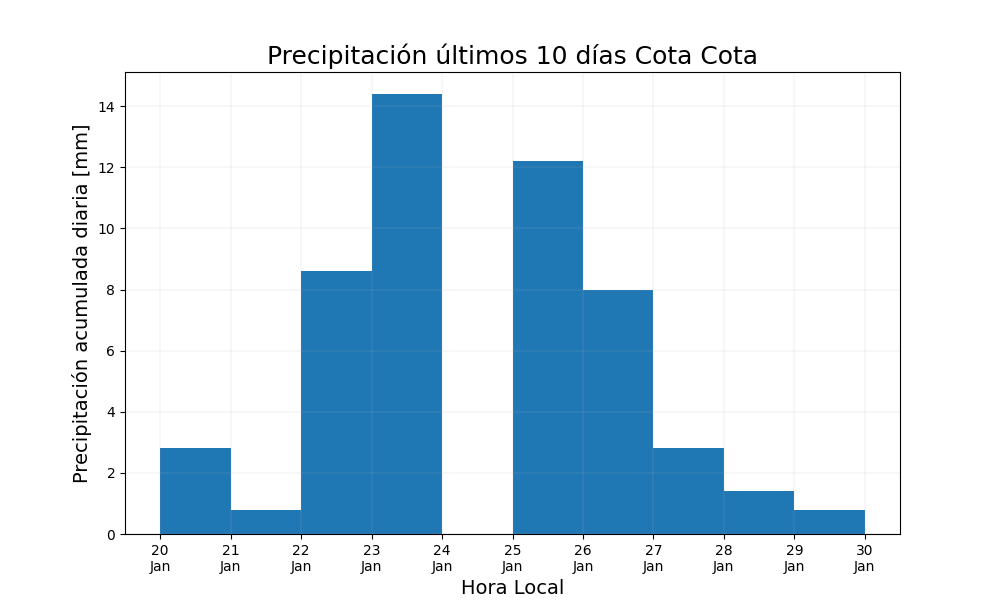 Precipitación últimos 10 días Cota Cota
Precipitación acumulada diaria [mm]
14
12
10
8
6
4
2
0
20 21 22 23 24 25 26 27 28 29 30
Jan Jan Jan Jan Jan Jan Jan Jan Jan Jan Jan
Hora Local